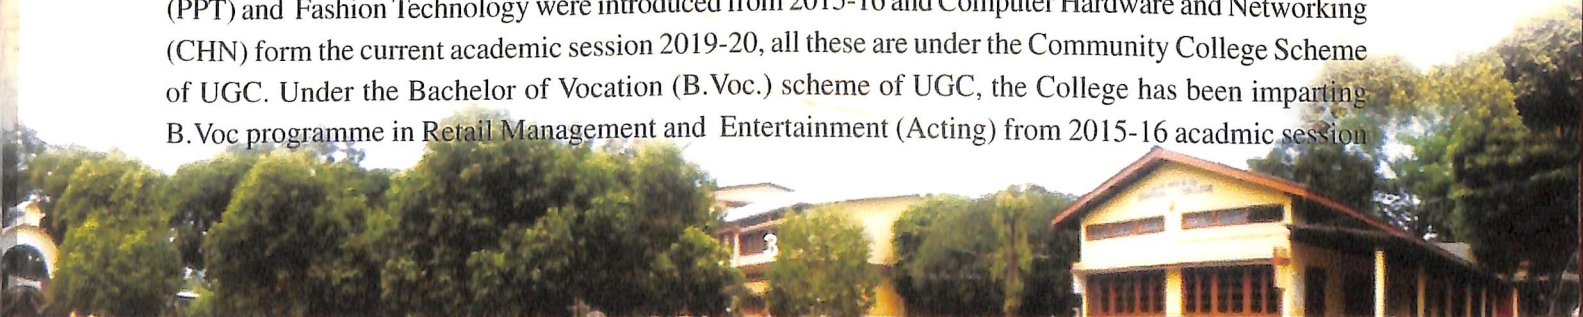 (PPT) and Fashion Technology were introduced from 2015-16 and Computer Hardware and Networking
(CHN) form the current academic session 2019-20, all these are under the Community College Scheme
of UGC. Under the Bachelor of Vocation (B.Voc.) scheme of UGC, the College has been imparting
B.Voc programme in Retail Management and Entertainment (Acting) from 2015-16 acadmic session
3